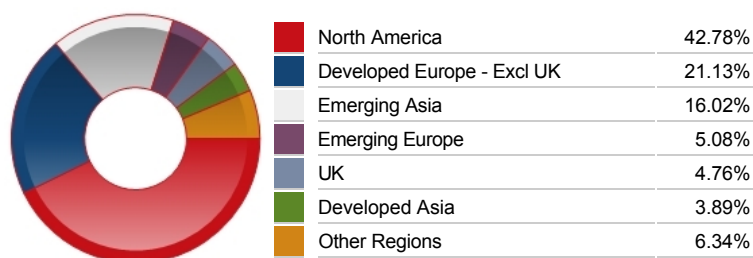 North America 42.78%
Developed Europe - Excl UK 21.13%
Emerging Asia 16.02%
Emerging Europe 5.08%
UK 4.76%
Developed Asia 3.89%
Other Regions 6.34%